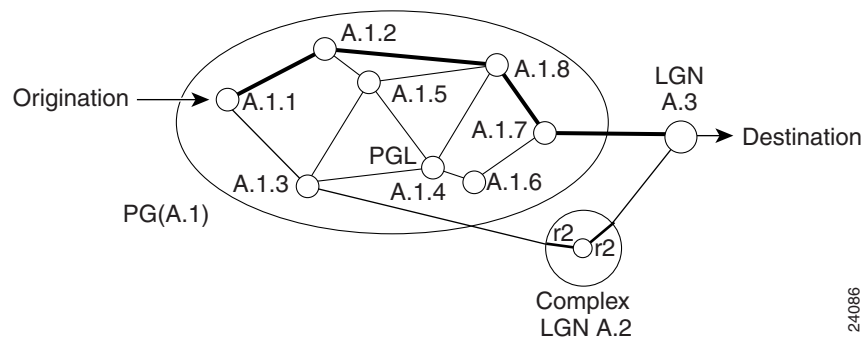 A.1.2
A.1.8
LGN
A.3
Origination
A.1.1
A.1.5
A.1.7
Destination
PGL
A.1.3
A.1.4
A.1.6
PG(A.1)
r2
r2
Complex
LGN A.2
24086